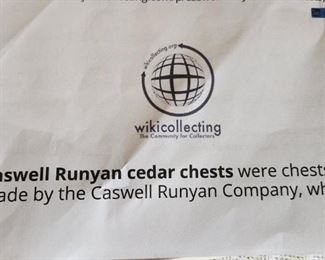 wikicollecting.org
wikicollecting
The Community for Collectors
aswell Runyan cedar chests were chests
ade by the Caswell Runyan Company, wh